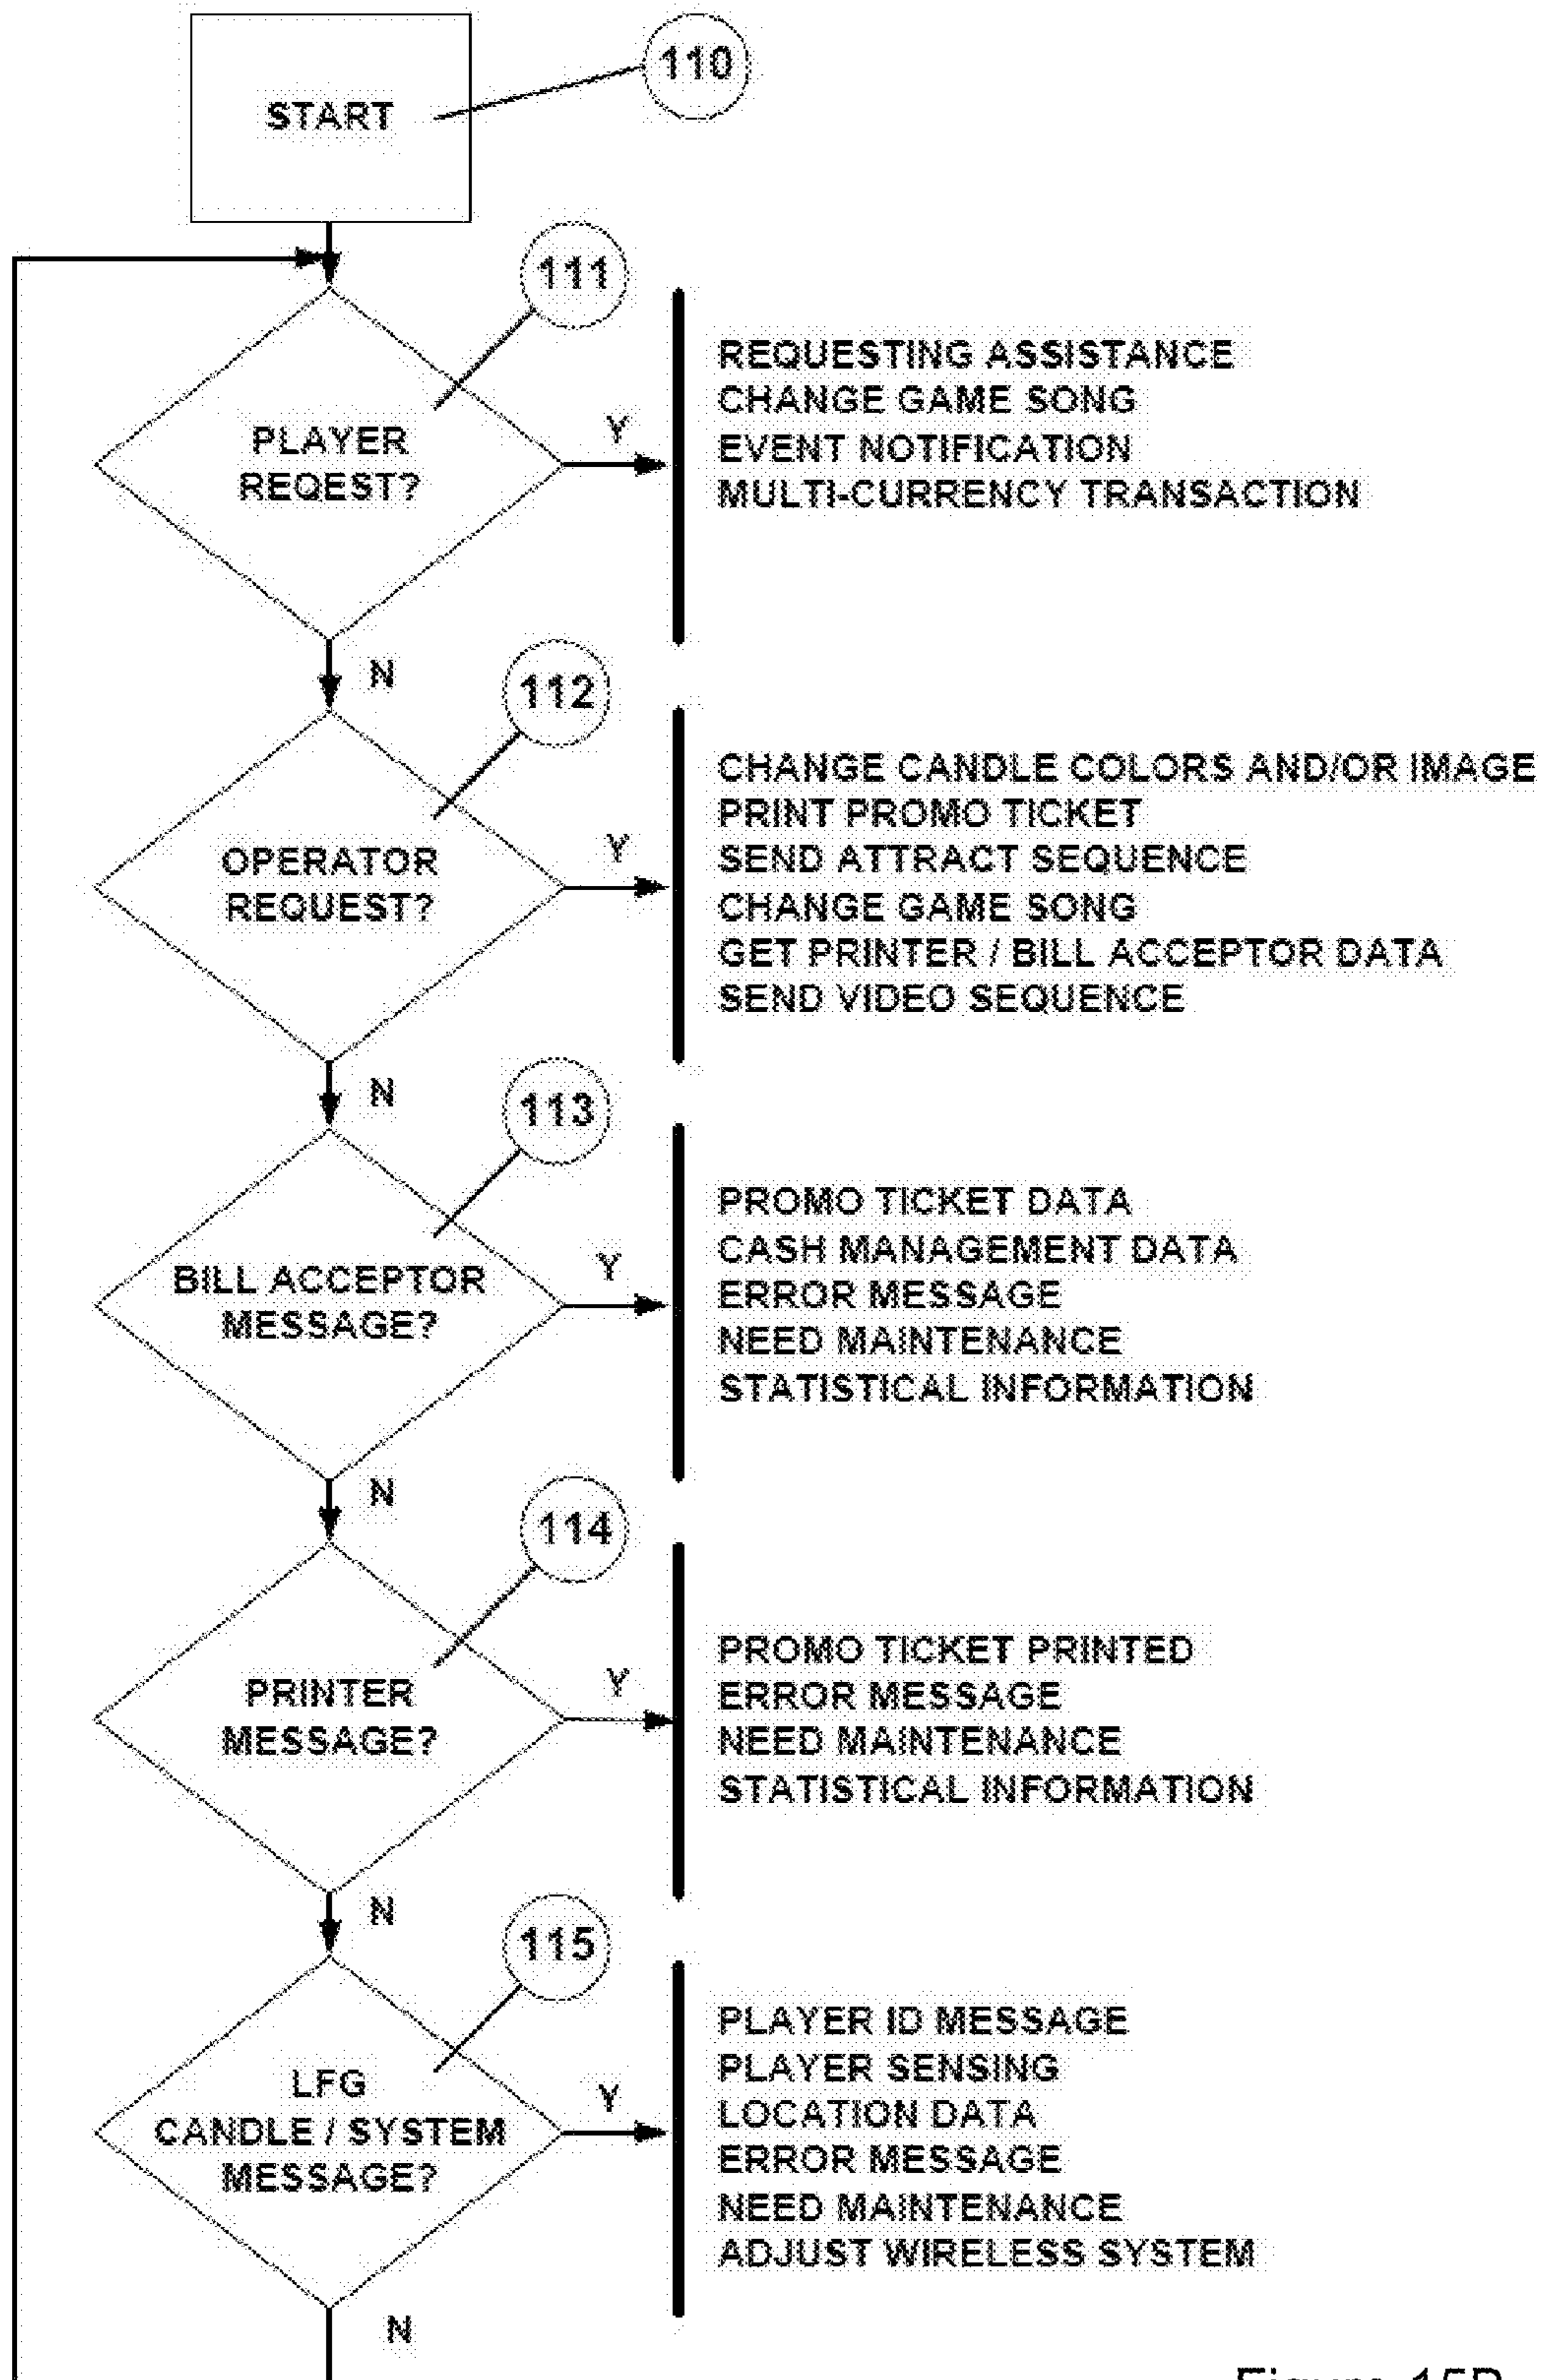 START
110
111
PLAYER
REQEST?
Y
REQUESTING ASSISTANCE
CHANGE GAME SONG
EVENT NOTIFICATION
MULTI-CURRENCY TRANSACTION
N
112
OPERATOR
REQUEST?
Y
CHANGE CANDLE COLORS AND/OR IMAGE
PRINT PROMO TICKET
SEND ATTRACT SEQUENCE
CHANGE GAME SONG
GET PRINTER / BILL ACCEPTOR DATA
SEND VIDEO SEQUENCE
N
113
BILL ACCEPTOR
MESSAGE?
Y
PROMO TICKET DATA
CASH MANAGEMENT DATA
ERROR MESSAGE
NEED MAINTENANCE
STATISTICAL INFORMATION
N
114
PRINTER
MESSAGE?
Y
PROMO TICKET PRINTED
ERROR MESSAGE
NEED MAINTENANCE
STATISTICAL INFORMATION
N
115
LFG
CANDLE / SYSTEM
MESSAGE?
Y
PLAYER ID MESSAGE
PLAYER SENSING
LOCATION DATA
ERROR MESSAGE
NEED MAINTENANCE
ADJUST WIRELESS SYSTEM
N
Figure 15B